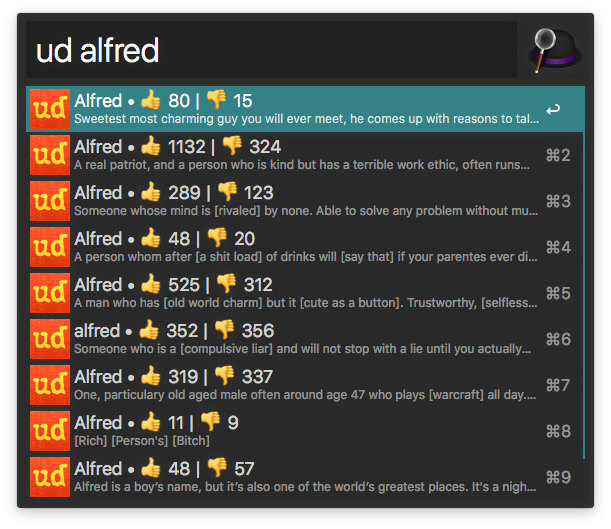 ud alfred
ud Alfred • 👍 80 | 👎 15 ↩
Sweetest most charming guy you will ever meet, he comes up with reasons to tal...
ud Alfred • 👍 1132 | 👎 324 ⌘2
A real patriot, and a person who is kind but has a terrible work ethic, often runs...
ud Alfred • 👍 289 | 👎 123 ⌘3
Someone whose mind is [rivaled] by none. Able to solve any problem without mu...
ud Alfred • 👍 48 | 👎 20 ⌘4
A person whom after [a shit load] of drinks will [say that] if your parentes ever di...
ud Alfred • 👍 525 | 👎 312 ⌘5
A man who has [old world charm] but it [cute as a button]. Trustworthy, [selfless...
ud alfred • 👍 352 | 👎 356 ⌘6
Someone who is a [compulsive liar] and will not stop with a lie until you actually...
ud Alfred • 👍 319 | 👎 337 ⌘7
One, particulary old aged male often around age 47 who plays [warcraft] all day....
ud Alfred • 👍 11 | 👎 9 ⌘8
[Rich] [Person's] [Bitch]
ud Alfred • 👍 48 | 👎 57 ⌘9
Alfred is a boy's name, but it's also one of the world's greatest places. It's a nigh...